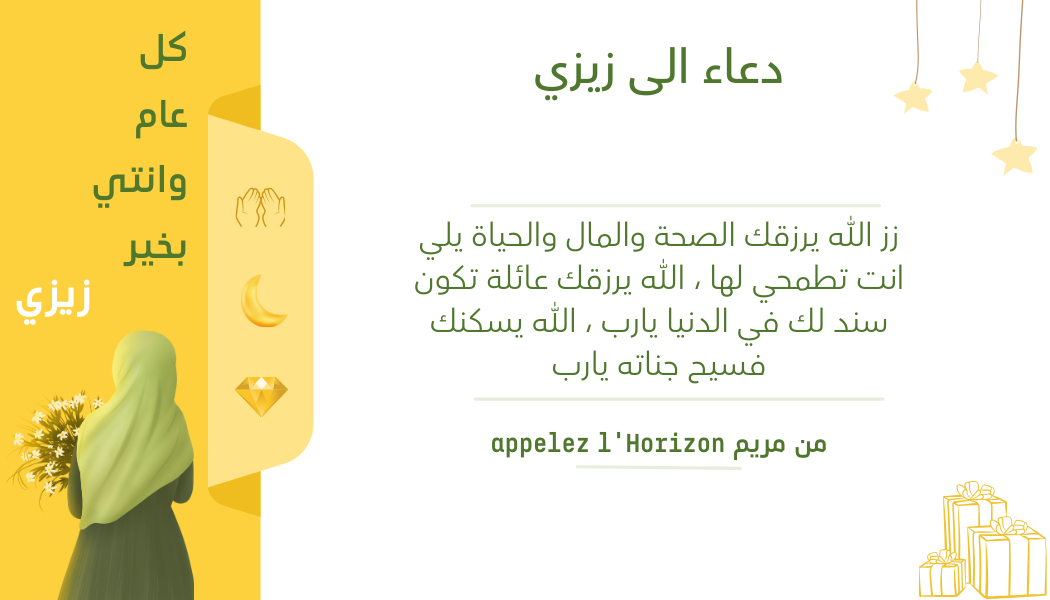 كل
عام
وانتي
بخير
زيزي
دعاء الى زيزي
زز الله يرزقك الصحة والمال والحياة يلي
انت تطمحي لها ، الله يرزقك عائلة تكون
سند لك في الدنيا يارب ، الله يسكنك
فسيح جناته يارب
من مريم appelez l'Horizon